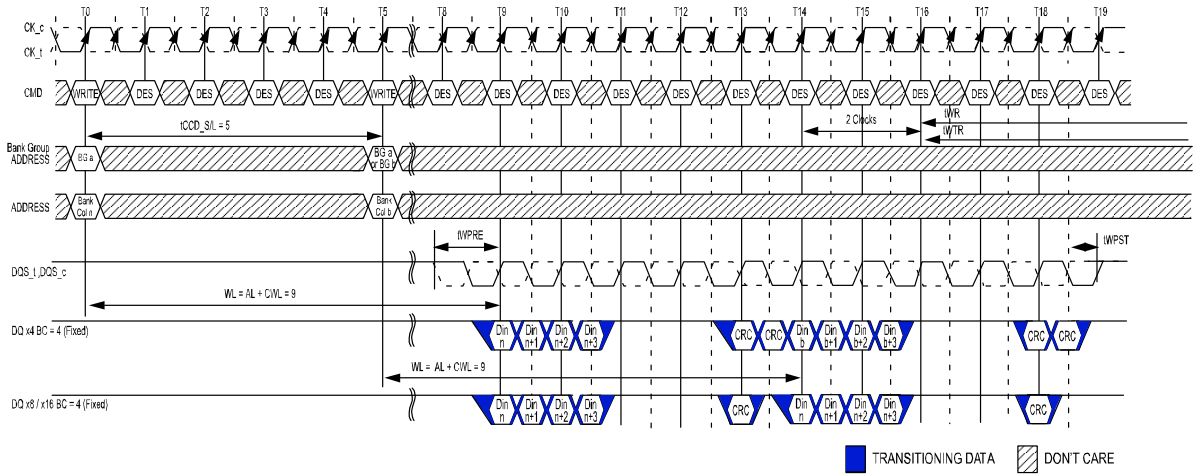 T0 T1 T2 T3 T4 T5 T8 T9 T10 T11 T12 T13 T14 T15 T16 T17 T18 T19
CK_c
CK_t
CMD WRITE DES DES DES DES WRITE DES DES DES DES DES DES DES DES DES DES DES DES
tCCD_S/L = 5
2 Clocks
tWR
tWTR
Bank Group
ADDRESS
BG a
BG a
or BG b
ADDRESS
Bank
Col n
Bank
Col b
tWPRE
tWPST
DQS_t ,DQS_c
WL = AL + CWL = 9
DQ x4 BC = 4 (Fixed)
Din
n
Din
n+1
Din
n+2
Din
n+3
CRC
CRC
Din
b
Din
b+1
Din
b+2
Din
b+3
CRC
CRC
WL = AL + CWL = 9
DQ x8 / x16 BC = 4 (Fixed)
Din
n
Din
n+1
Din
n+2
Din
n+3
CRC
Din
n
Din
n+1
Din
n+2
Din
n+3
CRC
TRANSITIONING DATA
DON'T CARE